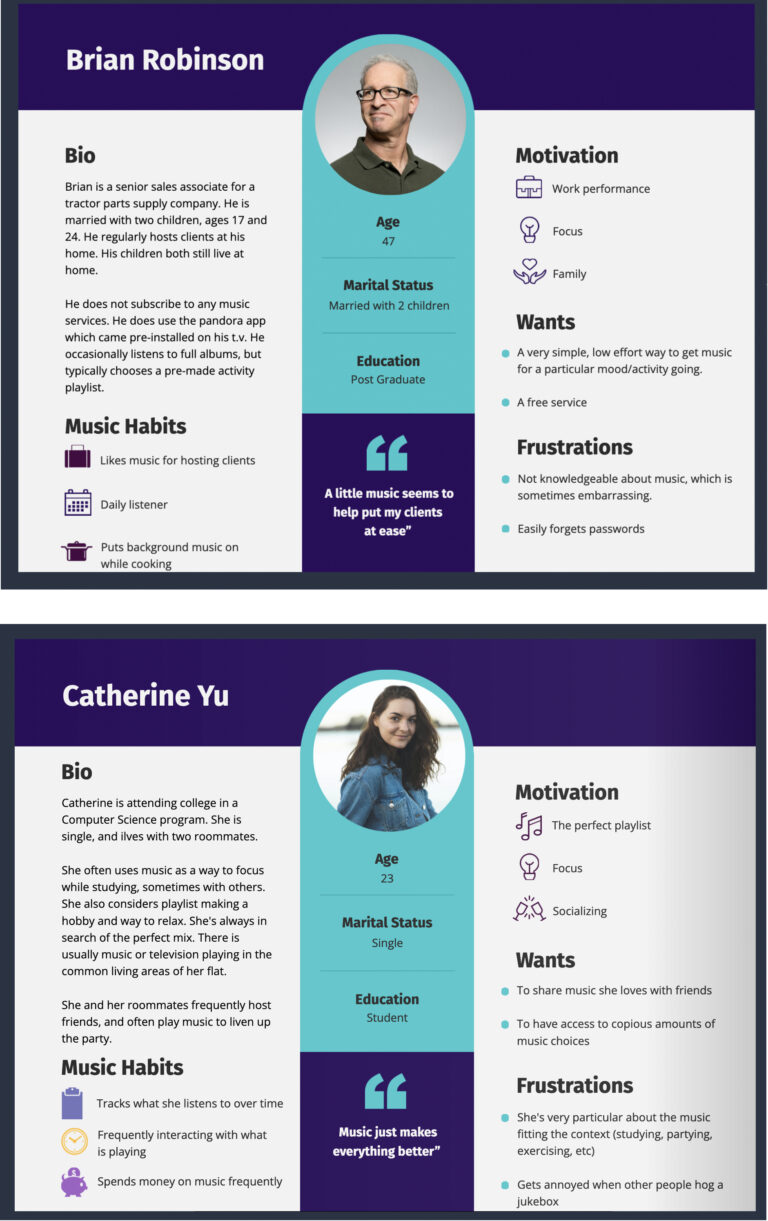 Brian Robinson
Bio
Brian is a senior sales associate for a
tractor parts supply company. He is
married with two children, ages 17 and
24. He regularly hosts clients at his
home. His children both still live at
home.
He does not subscribe to any music
services. He does use the pandora app
which came pre-installed on his t.v. He
occasionally listens to full albums, but
typically chooses a pre-made activity
playlist.
Music Habits
Likes music for hosting clients
Daily listener
Puts background music on
while cooking
Age
47
Marital Status
Married with 2 children
Education
Post Graduate
“
A little music seems to
help put my clients
at ease”
Motivation
Work performance
Focus
Family
Wants
A very simple, low effort way to get music
for a particular mood/activity going.
A free service
Frustrations
Not knowledgeable about music, which is
sometimes embarrassing.
Easily forgets passwords
Catherine Yu
Bio
Catherine is attending college in a
Computer Science program. She is
single, and ilves with two roommates.
She often uses music as a way to focus
while studying, sometimes with others.
She also considers playlist making a
hobby and way to relax. She's always in
search of the perfect mix. There is
usually music or television playing in the
common living areas of her flat.
She and her roommates frequently host
friends, and often play music to liven up
the party.
Music Habits
Tracks what she listens to over time
Frequently interacting with what
is playing
Spends money on music frequently
Age
23
Marital Status
Single
Education
Student
“
Music just makes
everything better”
Motivation
The perfect playlist
Focus
Socializing
Wants
To share music she loves with friends
To have access to copious amounts of
music choices
Frustrations
She's very particular about the music
fitting the context (studying, partying,
exercising, etc)
Gets annoyed when other people hog a
jukebox